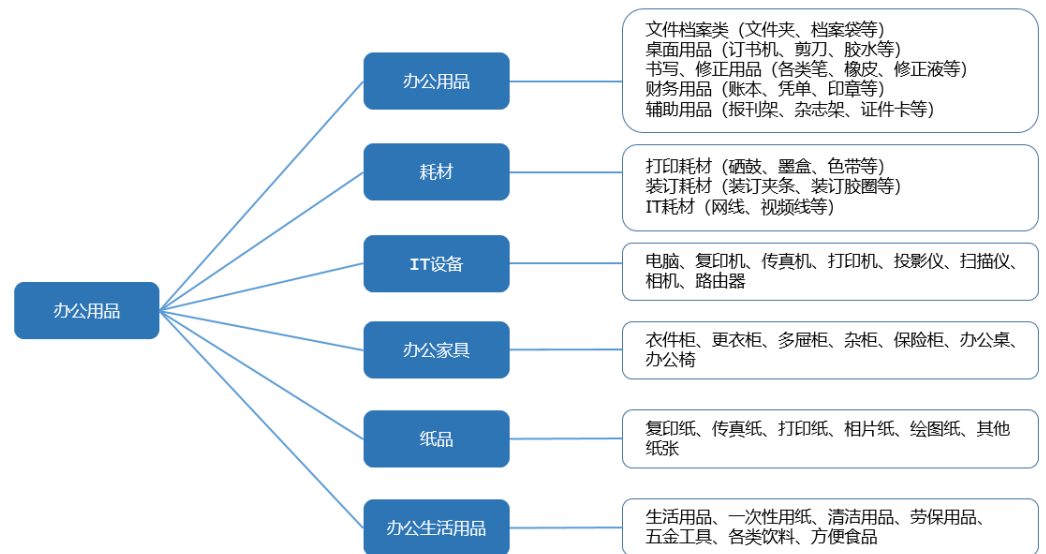 办公用品
办公用品
文件档案类（文件夹、档案袋等）
桌面用品（订书机、剪刀、胶水等）
书写、修正用品（各类笔、橡皮、修正液等）
财务用品（账本、凭单、印章等）
辅助用品（报刊架、杂志架、证件卡等）
耗材
打印耗材（硒鼓、墨盒、色带等）
装订耗材（装订夹条、装订胶圈等）
IT耗材（网线、视频线等）
IT设备
电脑、复印机、传真机、打印机、投影仪、扫描仪、
相机、路由器
办公家具
衣件柜、更衣柜、多屉柜、杂柜、保险柜、办公桌、
办公椅
纸品
复印纸、传真纸、打印纸、相片纸、绘图纸、其他
纸张
办公生活用品
生活用品、一次性用纸、清洁用品、劳保用品、
五金工具、各类饮料、方便食品